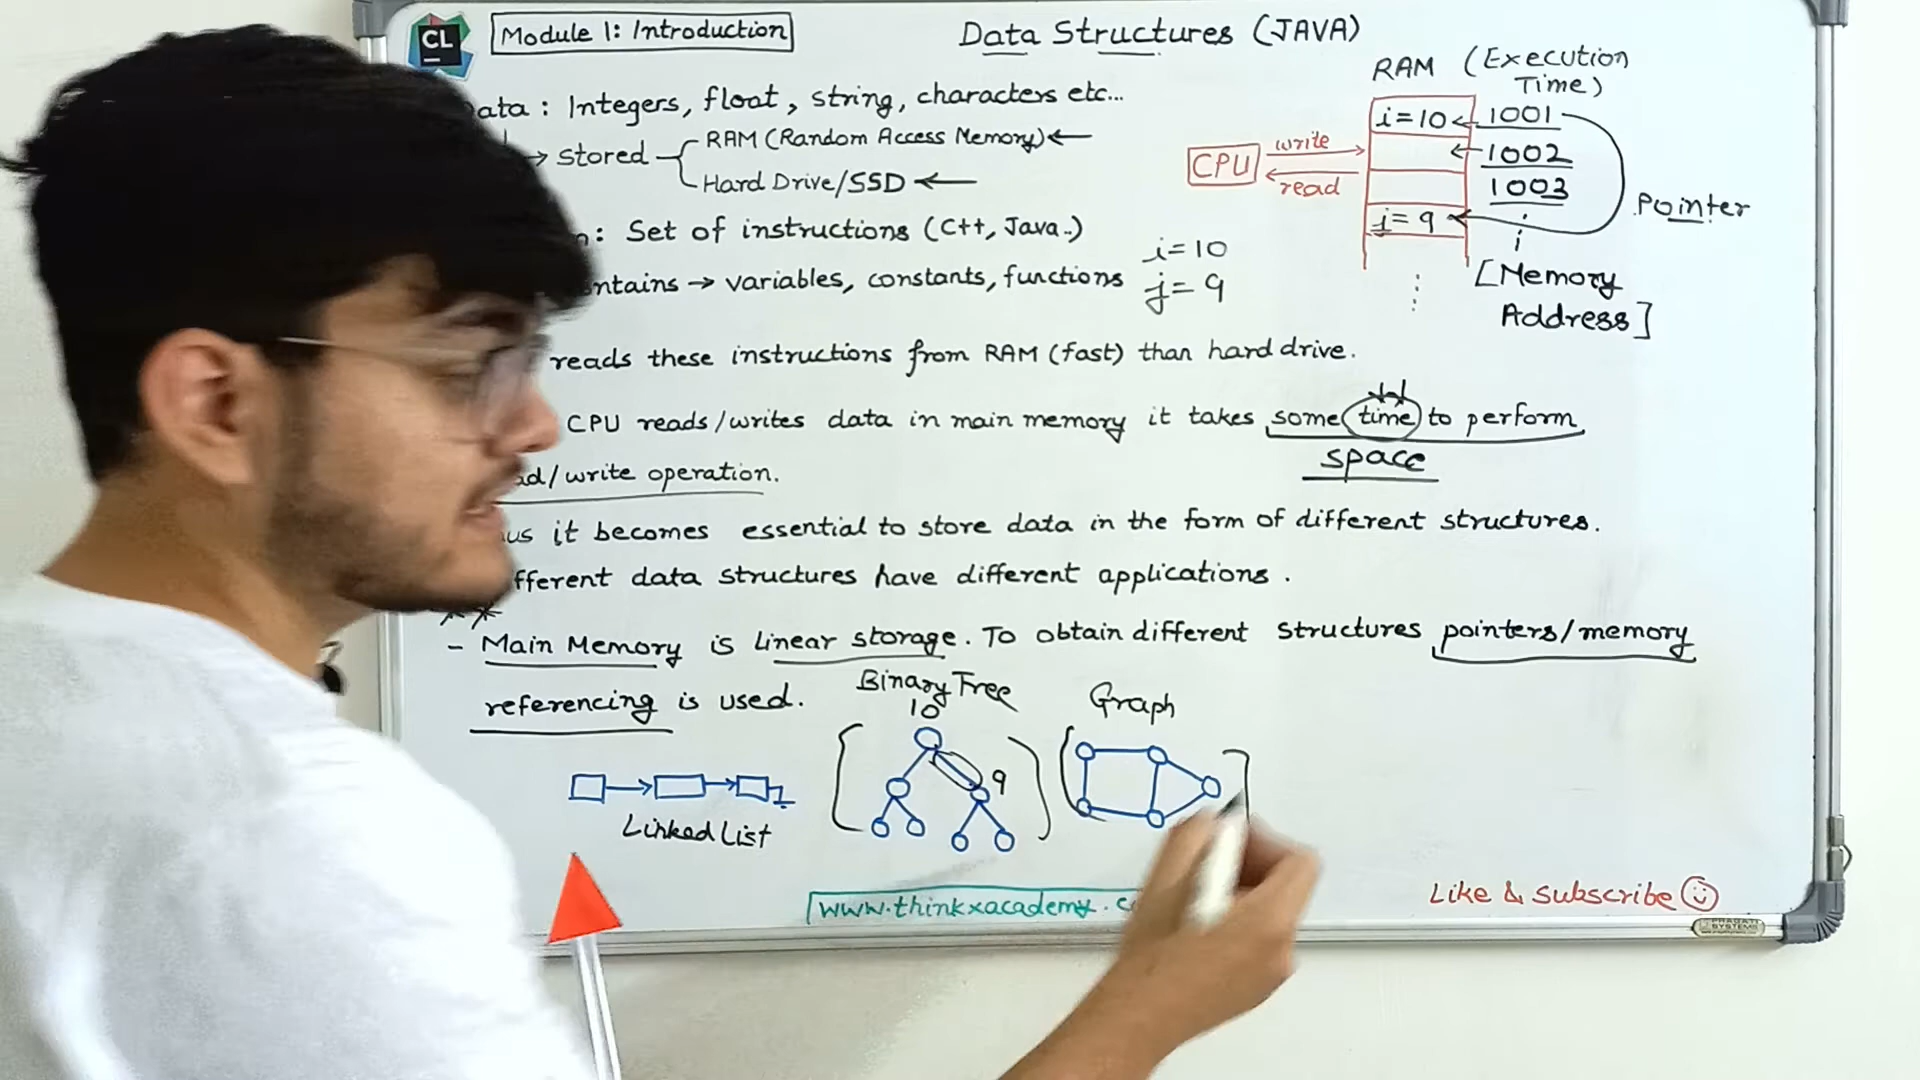 CL
Module 1: Introduction
Data Structures (JAVA)
ata : Integers, float, string, characters etc...
→ stored
RAM (Random Access Memory) ←
Hard Drive/SSD ←
n: Set of instructions (C++, Java..)
ntains → variables, constants, functions
i=10
j=9
reads these instructions from RAM (fast) than hard drive.
CPU reads/writes data in main memory it takes some time to perform
space
ad/write operation.
us it becomes essential to store data in the form of different structures.
fferent data structures have different applications.
- Main Memory is linear storage. To obtain different structures pointers/memory
referencing is used.
RAM (Execution
Time)
CPU
write
read
i=10
1001
1002
1003
j=9
Pointer
[Memory
Address]
Linked List
Binary Tree
10
9
Graph
www.thinkxacademy.c
Like & Subscribe
PRAGATI
SYSTEMS